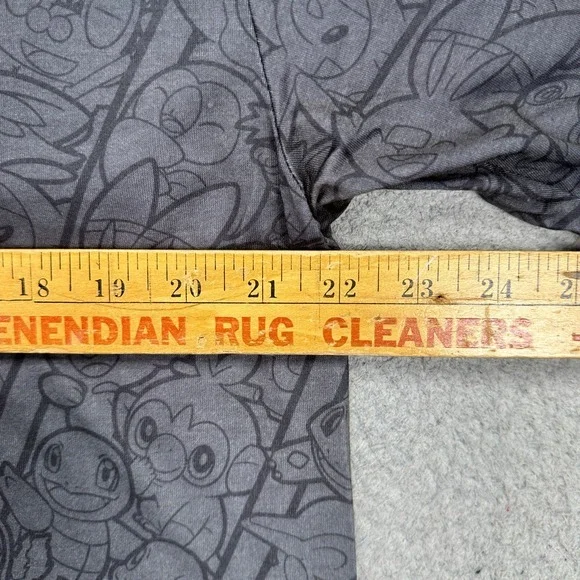 18 19 20 21 22 23 24
ENENDIAN RUG CLEANERS -